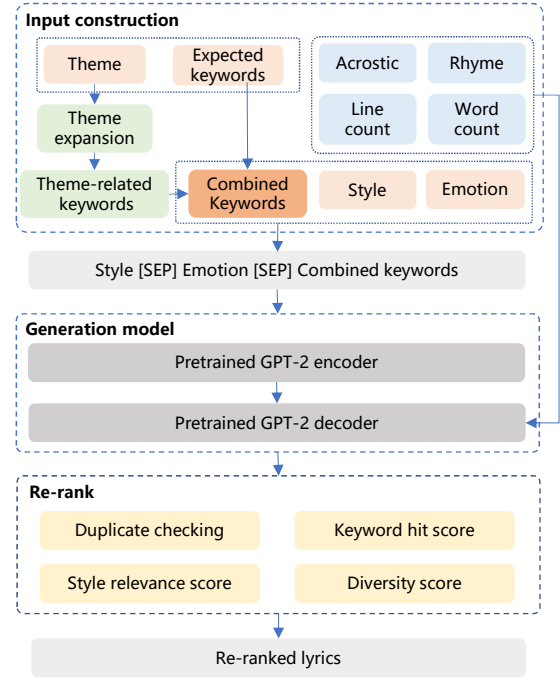 Input construction
Theme
Expected
keywords
Acrostic
Rhyme
Theme
expansion
Line
count
Word
count
Theme-related
keywords
Combined
Keywords
Style
Emotion
Style [SEP] Emotion [SEP] Combined keywords
Generation model
Pretrained GPT-2 encoder
Pretrained GPT-2 decoder
Re-rank
Duplicate checking
Keyword hit score
Style relevance score
Diversity score
Re-ranked lyrics